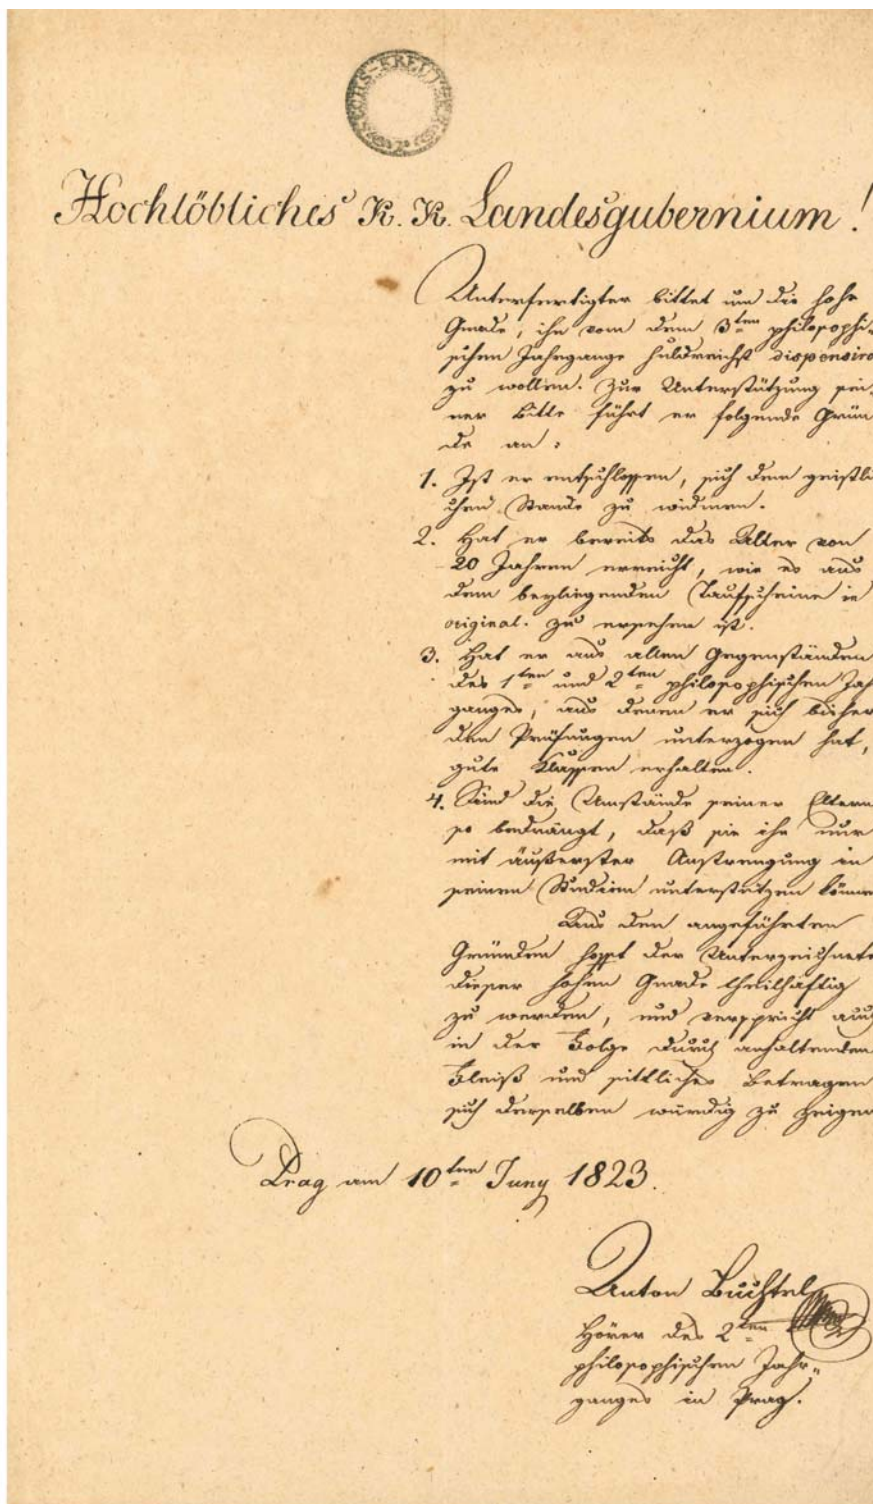 SECHS-KREUTZER
Hochlöbliches K. K. Landesgubernium!
Unterfertigter bittet um die hohe
Gnade, ihn von dem 3ten philosophi-
schen Jahrgange huldreichst dispensiren
zu wollen. Zur Unterstützung sei-
ner Bitte führt er folgende Grün
de an:
1. Ist er entschlossen, sich dem geistli
chen Stande zu widmen.
2. Hat er bereits das Alter von
20 Jahren erreicht, wie es aus
dem beyliegenden Taufscheine in
original. zu ersehen ist.
3. Hat er aus allen Gegenständen
des 1ten und 2ten philosophischen Jah
ganges, aus denen er sich bisher
den Prüfungen unterzogen hat,
gute Klassen erhalten.
4. Sind die Umstände seiner Eltern
so bedrängt, daß sie ihn nur
mit äußerster Anstrengung in
seinen Studien unterstützen können
Aus den angeführten
Gründen hofft der Unterzeichnete
dieser hohen Gnade theilhäftig
zu werden, und verspricht auch
in der Folge durch anhaltenden
Fleiß und sittliches Betragen
sich derselben würdig zu zeigen
Prag am 10ten Juny 1823.
Anton Buchtel
Hörer des 2ten
philosophischen Jahr-
ganges in Prag.